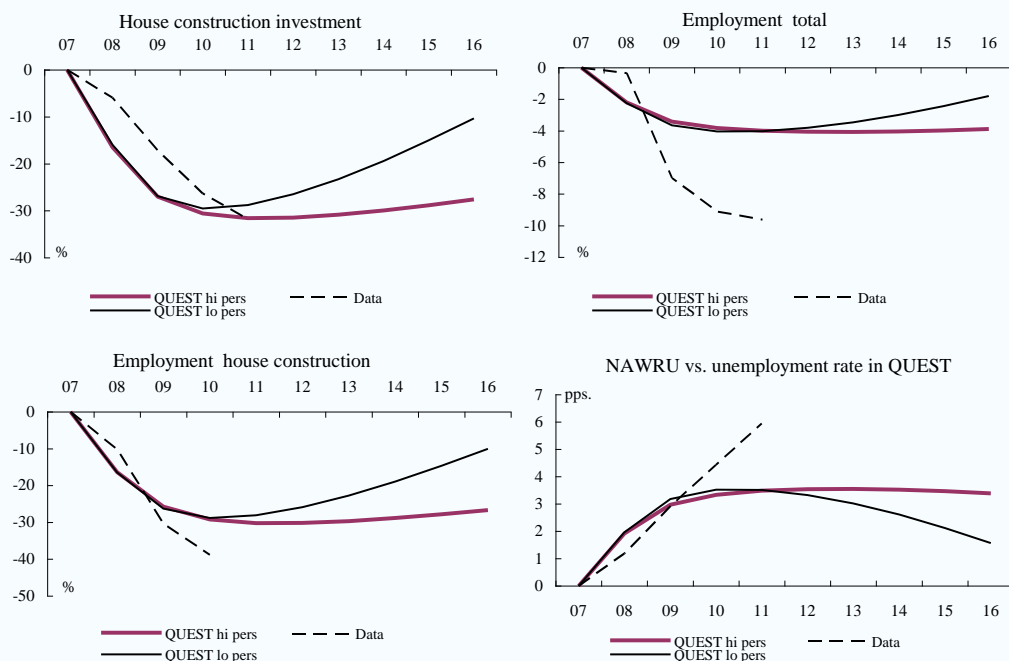 House construction investment
07 08 09 10 11 12 13 14 15 16
0
-10
-20
-30
-40
%
QUEST hi pers Data
QUEST lo pers
Employment total
07 08 09 10 11 12 13 14 15 16
0
-2
-4
-6
-8
-10
-12
%
QUEST hi pers Data
QUEST lo pers
Employment house construction
07 08 09 10 11 12 13 14 15 16
0
-10
-20
-30
-40
-50
%
QUEST hi pers Data
QUEST lo pers
NAWRU vs. unemployment rate in QUEST
7
pps.
6
5
4
3
2
1
0
07 08 09 10 11 12 13 14 15 16
QUEST hi pers Data
QUEST lo pers